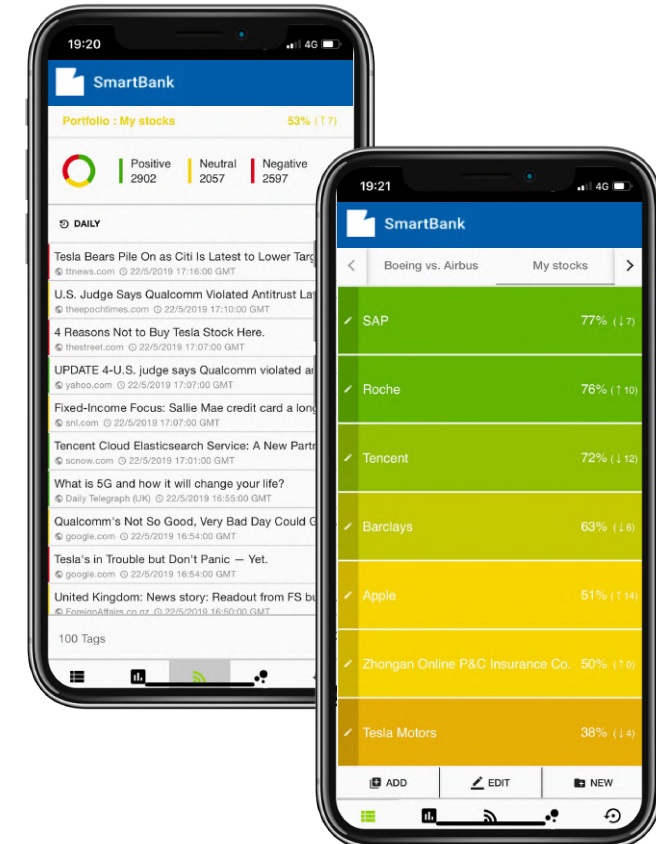 19:20
4G
SmartBank
Portfolio : My stocks 53% (↑7)
Positive Neutral Negative
2902 2057 2597
DAILY
Tesla Bears Pile On as Citi Is Latest to Lower
ttnews.com 22/5/2019 17:16:00 GMT
U.S. Judge Says Qualcomm Violated Antitrust
theepochtimes.com 22/5/2019 17:10:00 GMT
4 Reasons Not to Buy Tesla Stock Here.
thestreet.com 22/5/2019 17:07:00 GMT
UPDATE 4-U.S. judge says Qualcomm violated
yahoo.com 22/5/2019 17:07:00 GMT
Fixed-Income Focus: Sallie Mae credit card a
snl.com 22/5/2019 17:07:00 GMT
Tencent Cloud Elasticsearch Service: A New
scnow.com 22/5/2019 17:01:00 GMT
What is 5G and how it will change your life?
Daily Telegraph (UK) 22/5/2019 16:55:00 GMT
Qualcomm's Not So Good, Very Bad Day Could
google.com 22/5/2019 16:54:00 GMT
Tesla's in Trouble but Don't Panic — Yet.
google.com 22/5/2019 16:54:00 GMT
United Kingdom: News story: Readout from FS
ForeignAffairs.co.nz 22/5/2019 16:50:00 GMT
100 Tags
19:21
4G
SmartBank
Boeing vs. Airbus My stocks
SAP 77% (↓7)
Roche 76% (↑10)
Tencent 72% (↓12)
Barclays 63% (↓6)
Apple 51% (↑14)
Zhongan Online P&C Insurance Co. 50% (↑0)
Tesla Motors 38% (↓4)
ADD EDIT NEW